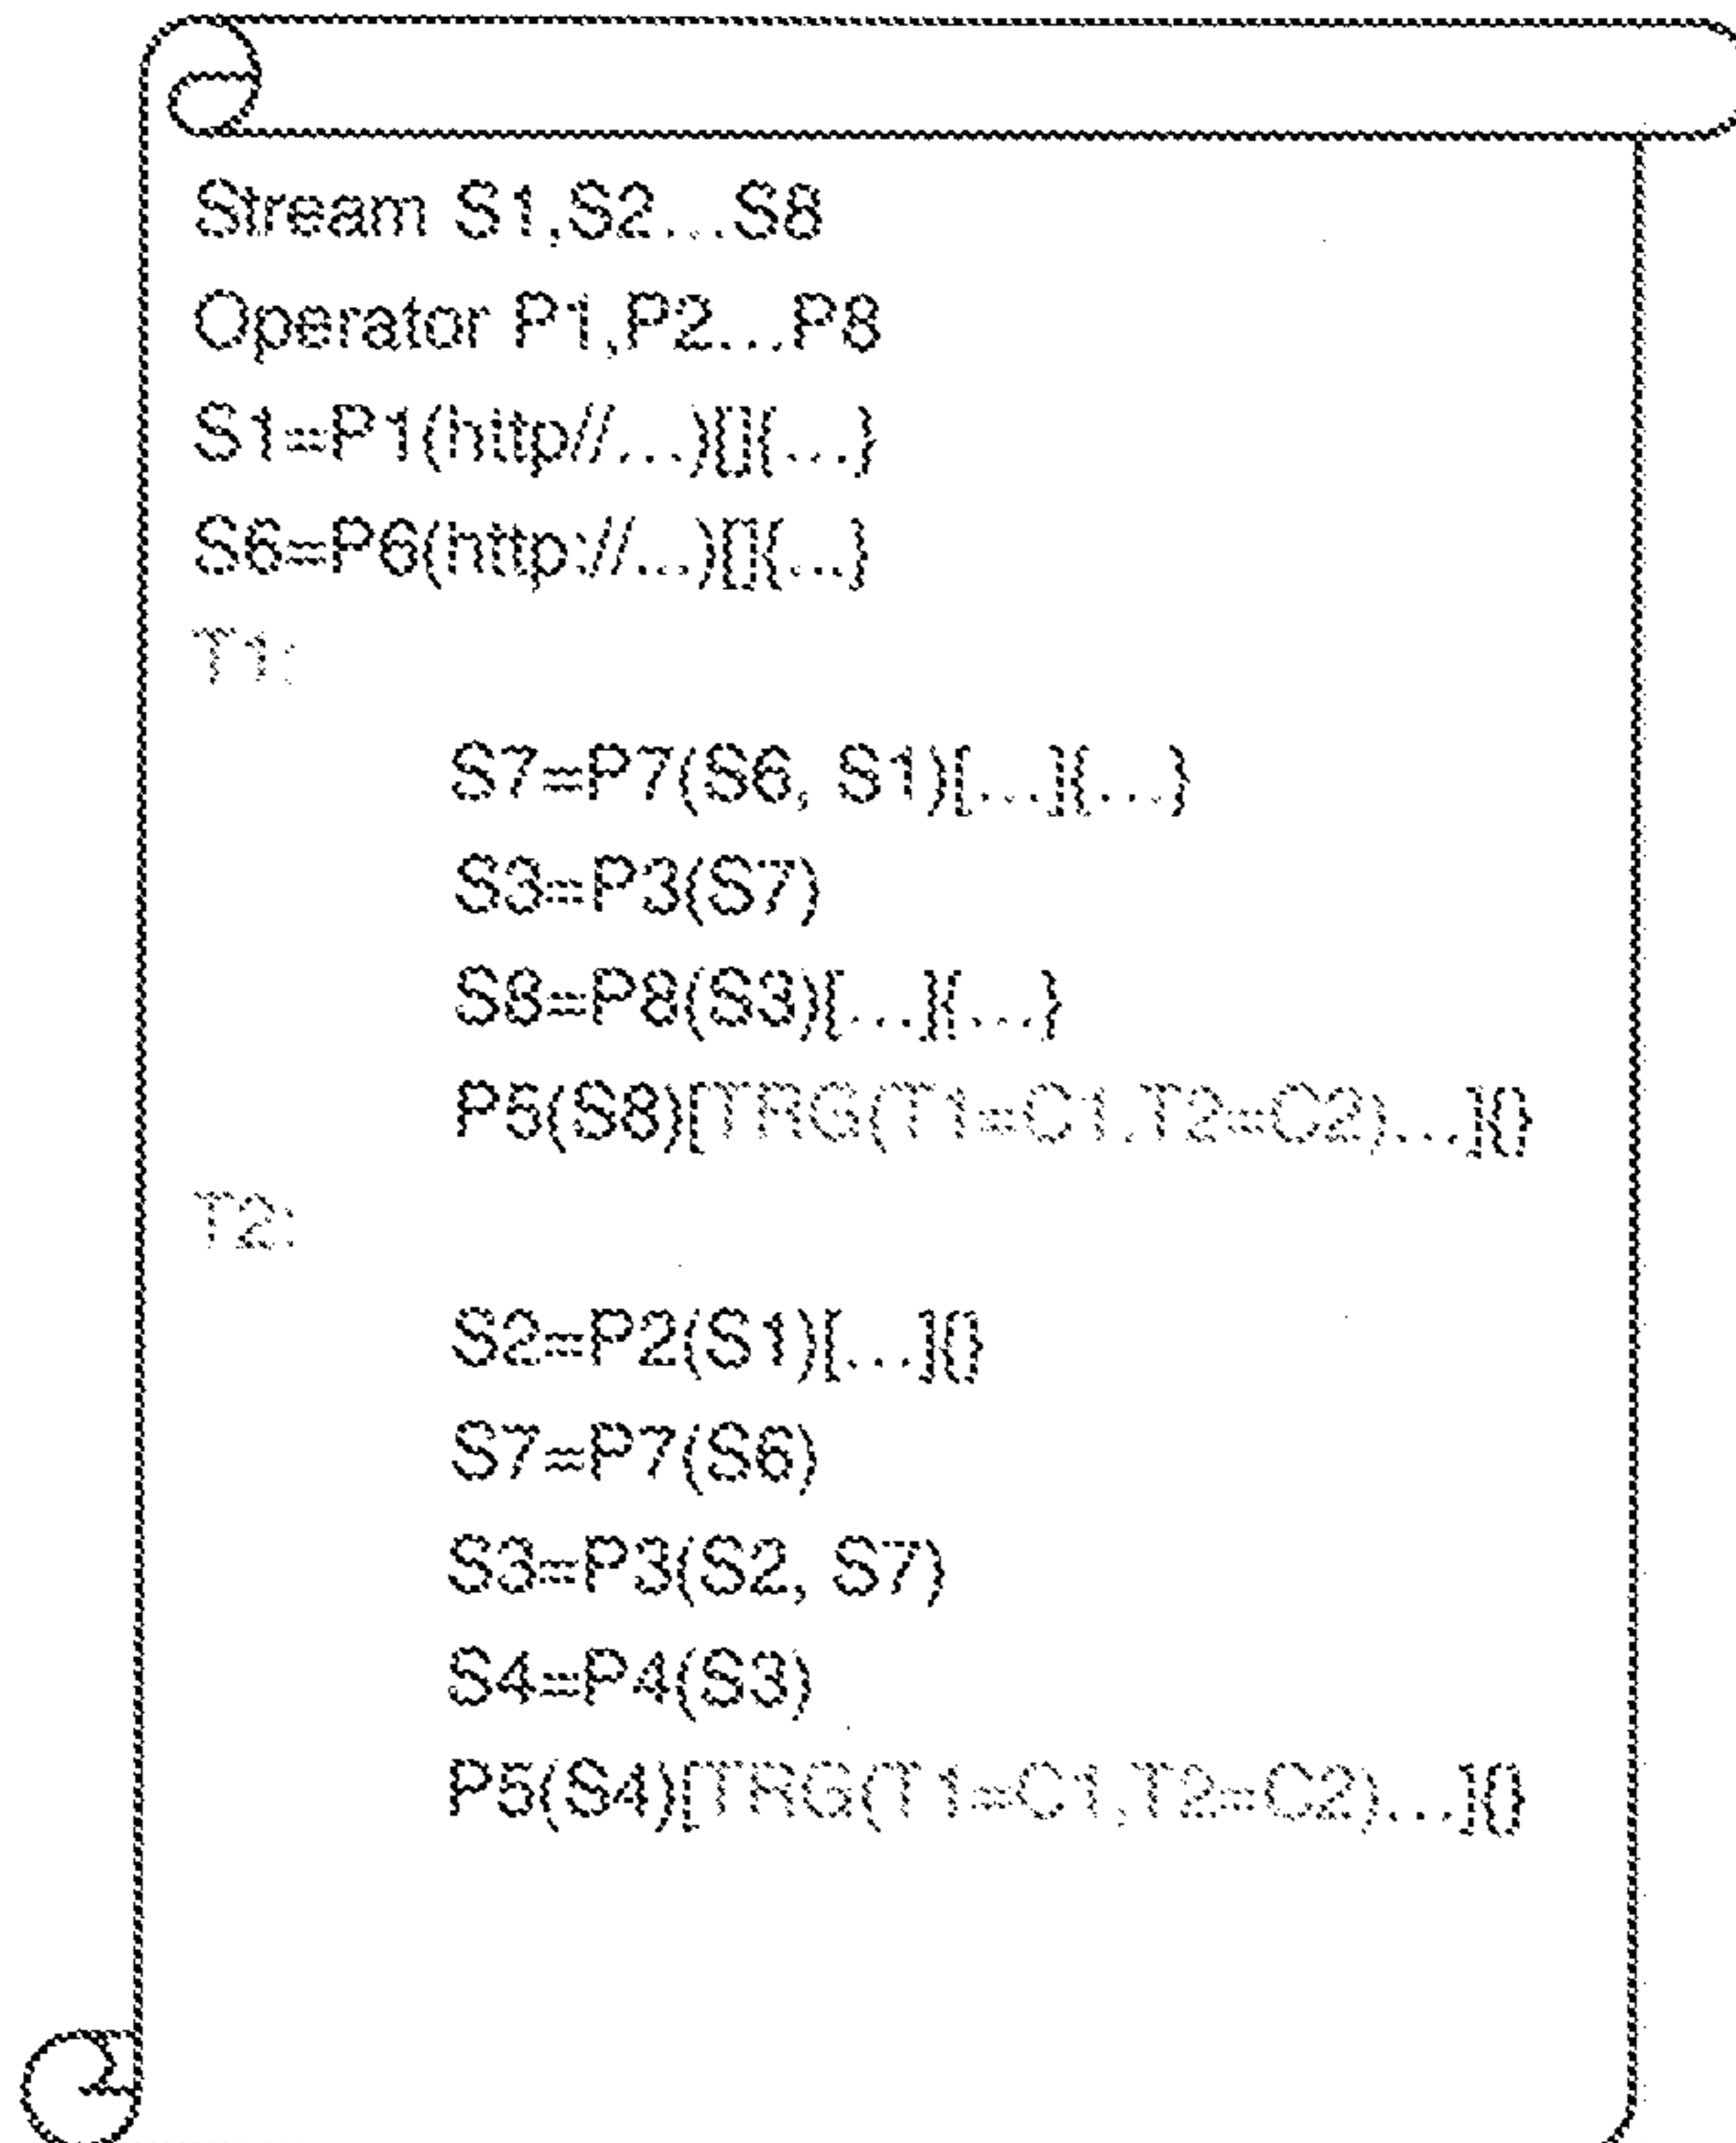 Stream S1,S2...S8
Operator P1,P2...P8
S1=P1(http//...)[]{...}
S6=P6(http://...)[]{...}
T1:
S7=P7(S6, S1)[...]{...}
S3=P3(S7)
S8=P8(S3)[...]{...}
P5(S8)[TRG(T1=C1,T2=C2)...]{}
T2:
S2=P2(S1)[...]{}
S7=P7(S6)
S3=P3(S2, S7)
S4=P4(S3)
P5(S4)[TRG(T1=C1,T2=C2)...]{}